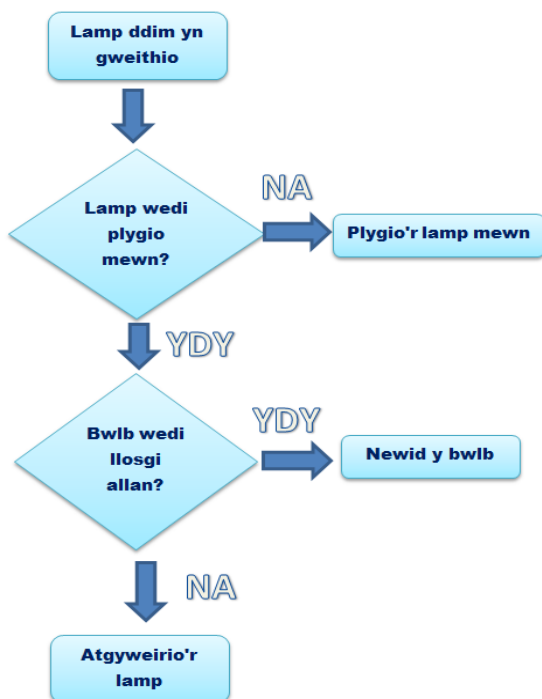 Lamp ddim yn
gweithio
Lamp wedi
plygio
mewn?
NA
Plygio'r lamp mewn
YDY
Bwlb wedi
llosgi
allan?
YDY
Newid y bwlb
NA
Atgyweirio'r
lamp